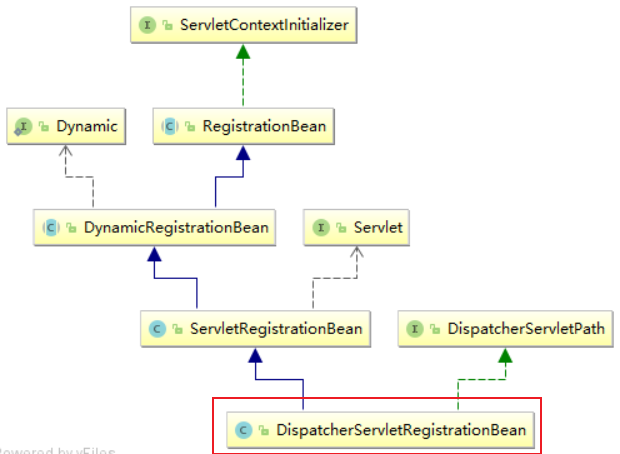 ServletContextInitializer
Dynamic
RegistrationBean
DynamicRegistrationBean
Servlet
ServletRegistrationBean
DispatcherServletPath
DispatcherServletRegistrationBean